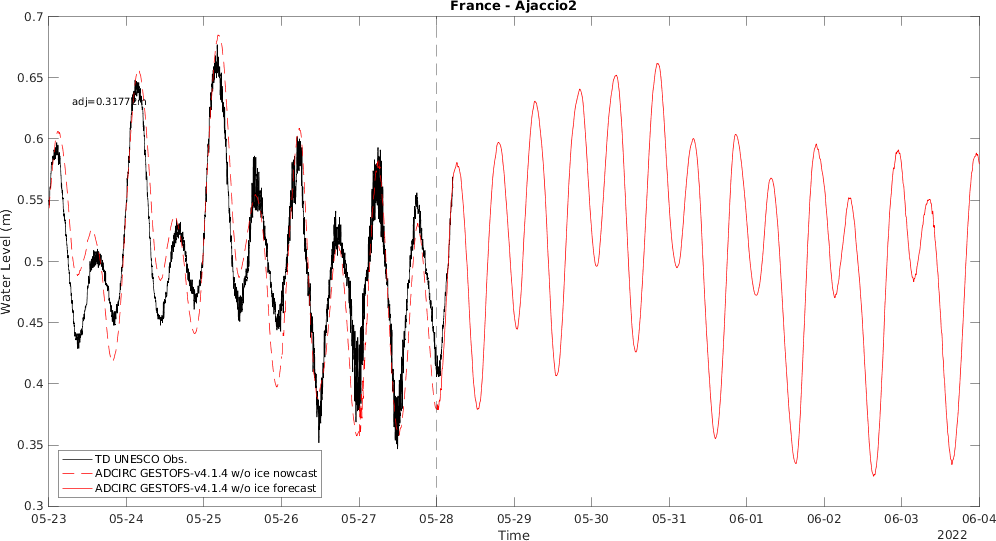 France - Ajaccio2
0.7
0.65
0.6
0.55
0.5
0.45
0.4
0.35
0.3
Water Level (m)
adj=0.31772m
TD UNESCO Obs.
ADCIRC GESTOFS-v4.1.4 w/o ice nowcast
ADCIRC GESTOFS-v4.1.4 w/o ice forecast
05-23 05-24 05-25 05-26 05-27 05-28 05-29 05-30 05-31 06-01 06-02 06-03 06-04
Time
2022